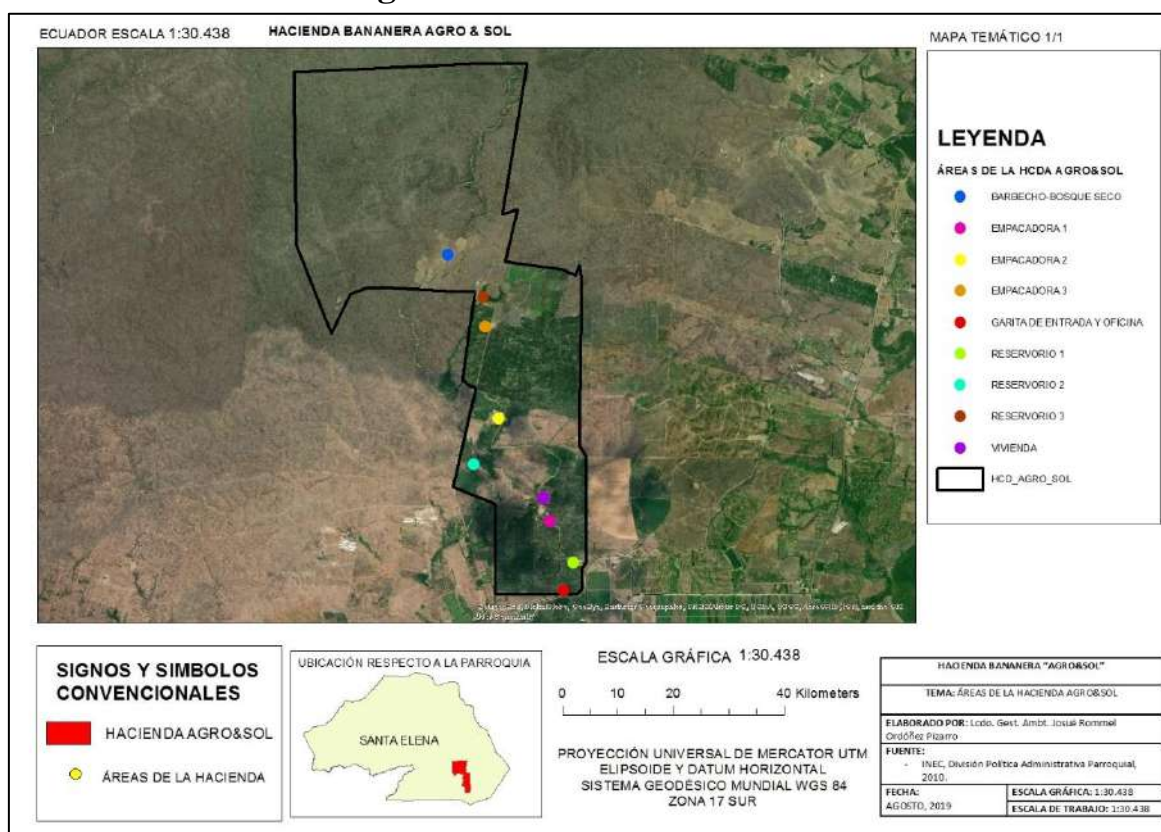 ECUADOR ESCALA 1:30.438
HACIENDA BANANERA AGRO & SOL
MAPA TEMÁTICO 1/1
LEYENDA
ÁREAS DE LA HCDA AGRO&SOL
BARBECHO-BOSQUE SECO
EMPACADORA 1
EMPACADORA 2
EMPACADORA 3
GARITA DE ENTRADA Y OFICINA
RESERVORIO 1
RESERVORIO 2
RESERVORIO 3
VIVIENDA
HCD_AGRO_SOL
SIGNOS Y SIMBOLOS
CONVENCIONALES
HACIENDA AGRO&SOL
ÁREAS DE LA HACIENDA
UBICACIÓN RESPECTO A LA PARROQUIA
SANTA ELENA
ESCALA GRÁFICA 1:30.438
0 10 20 40 Kilometers
PROYECCIÓN UNIVERSAL DE MERCATOR UTM
ELIPSOIDE Y DATUM HORIZONTAL
SISTEMA GEODÉSICO MUNDIAL WGS 84
ZONA 17 SUR
HACIENDA BANANERA "AGRO&SOL"
TEMA: ÁREAS DE LA HACIENDA AGRO&SOL
ELABORADO POR: Lcdo. Gest. Ambt. Josué Rommel
Ordóñez Pizarro
FUENTE:
- INEC, División Política Administrativa Parroquial,
2010.
FECHA:
AGOSTO, 2019
ESCALA GRÁFICA: 1:30.438
ESCALA DE TRABAJO: 1:30.438